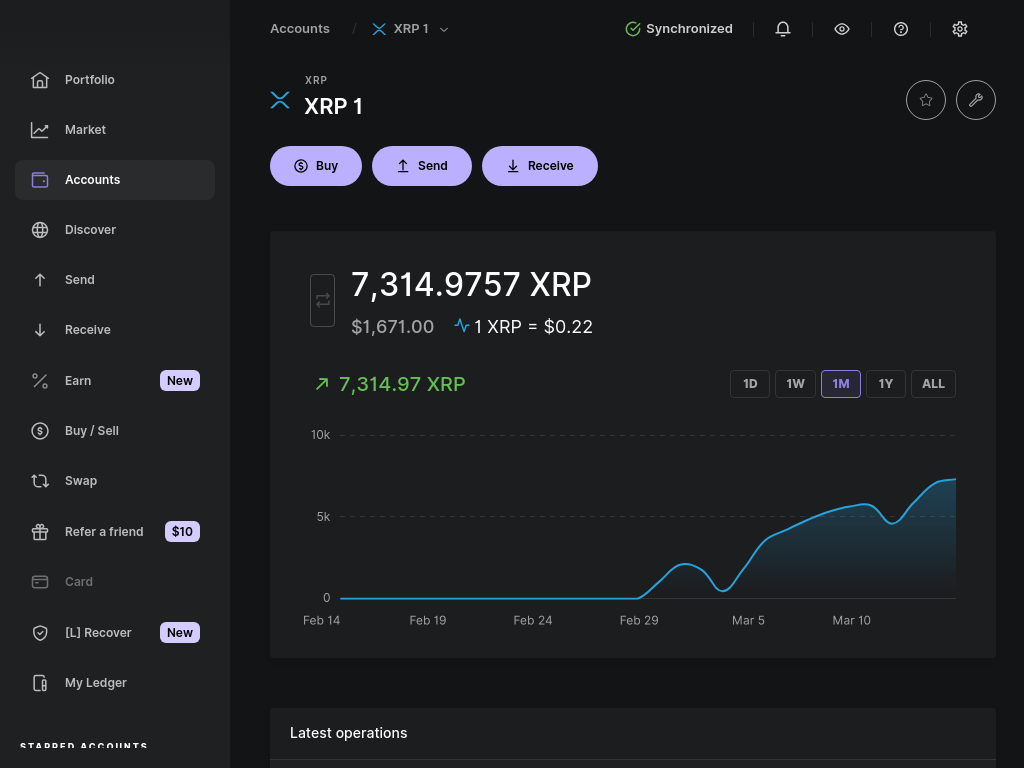 Portfolio
Market
Accounts
Discover
Send
Receive
Earn New
Buy / Sell
Swap
Refer a friend $10
Card
[L] Recover New
My Ledger
STARRED ACCOUNTS
Accounts / XRP 1 Synchronized
XRP
XRP 1
Buy Send Receive
7,314.9757 XRP
$1,671.00 1 XRP = $0.22
7,314.97 XRP 1D 1W 1M 1Y ALL
10k
5k
0
Feb 14 Feb 19 Feb 24 Feb 29 Mar 5 Mar 10
Latest operations